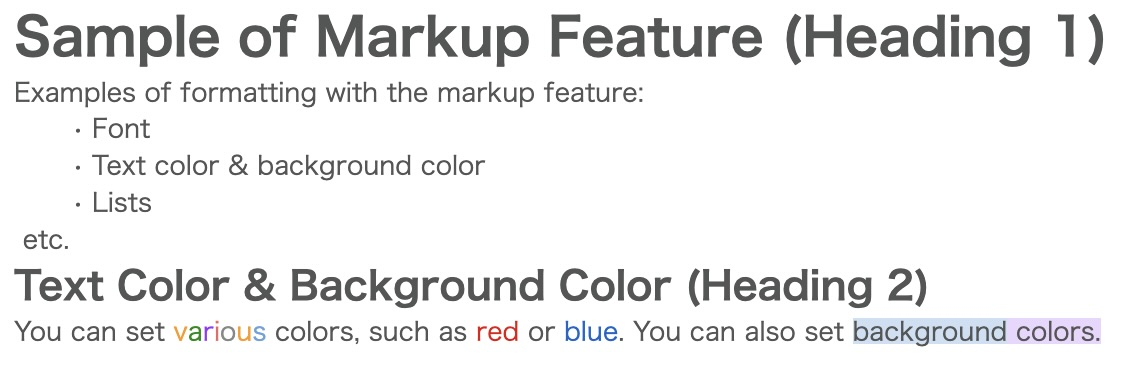 Sample of Markup Feature (Heading 1)
Examples of formatting with the markup feature:
・Font
・Text color & background color
・Lists
etc.
Text Color & Background Color (Heading 2)
You can set various colors, such as red or blue. You can also set background colors.